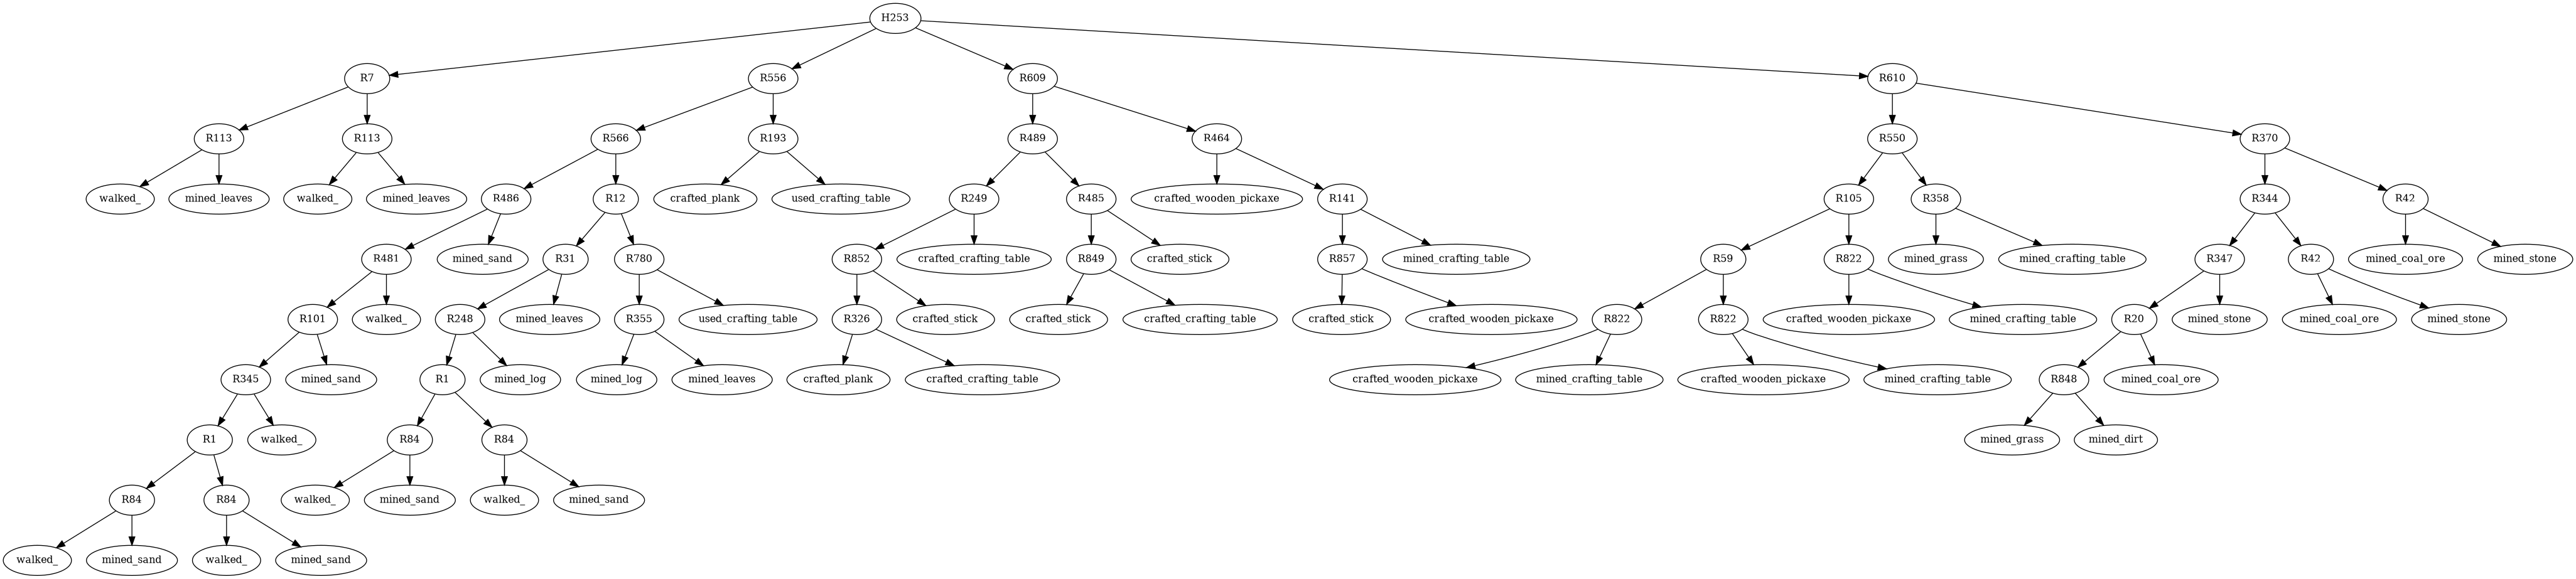 H253
R7 R556 R609 R610
R113 R113 R566 R193 R489 R464 R550 R370
walked_ mined_leaves walked_ mined_leaves R486 R12 crafted_plank used_crafting_table R249 R485 crafted_wooden_pickaxe R141 R105 R358 R344 R42
R481 mined_sand R31 R780 R852 crafted_crafting_table R849 crafted_stick R857 mined_crafting_table R59 R822 mined_grass mined_crafting_table R347 R42 mined_coal_ore mined_stone
R101 walked_ R248 mined_leaves R355 used_crafting_table R326 crafted_stick crafted_stick crafted_crafting_table crafted_stick crafted_wooden_pickaxe R822 R822 crafted_wooden_pickaxe mined_crafting_table R20 mined_stone mined_coal_ore mined_stone
R345 mined_sand R1 mined_log mined_log mined_leaves crafted_plank crafted_crafting_table crafted_wooden_pickaxe mined_crafting_table crafted_wooden_pickaxe mined_crafting_table R848 mined_coal_ore
R1 walked_ R84 R84 mined_grass mined_dirt
R84 R84 walked_ mined_sand walked_ mined_sand
walked_ mined_sand walked_ mined_sand